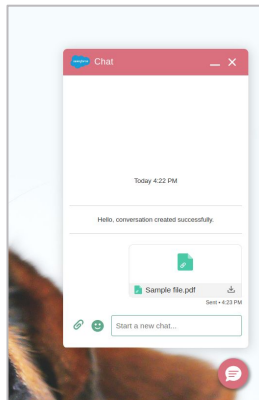 salesforce
Chat
Today 4:22 PM
Hello, conversation created successfully.
Sample file.pdf
Sent • 4:23 PM
Start a new chat...